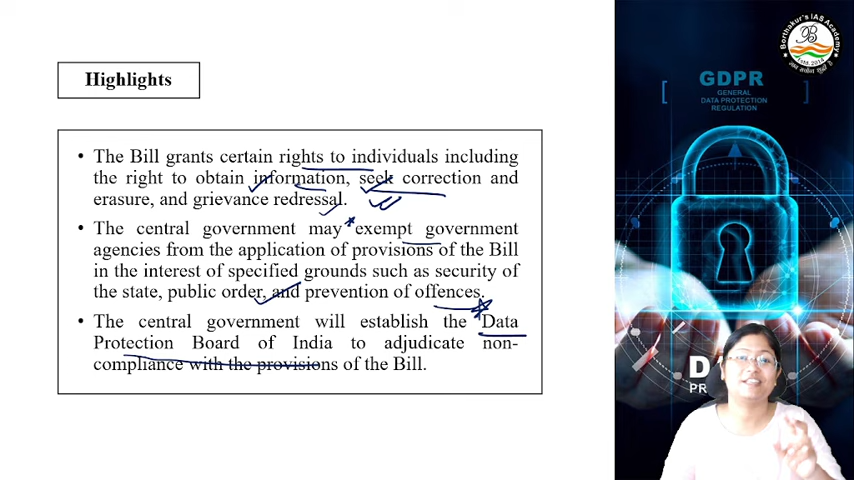 Highlights
• The Bill grants certain rights to individuals including
the right to obtain information, seek correction and
erasure, and grievance redressal.
• The central government may exempt government
agencies from the application of provisions of the Bill
in the interest of specified grounds such as security of
the state, public order, and prevention of offences.
• The central government will establish the Data
Protection Board of India to adjudicate non-
compliance with the provisions of the Bill.
GDPR
GENERAL
DATA PROTECTION
REGULATION
Borthakur's IAS Academy
B
Estd. 2014
D
PR